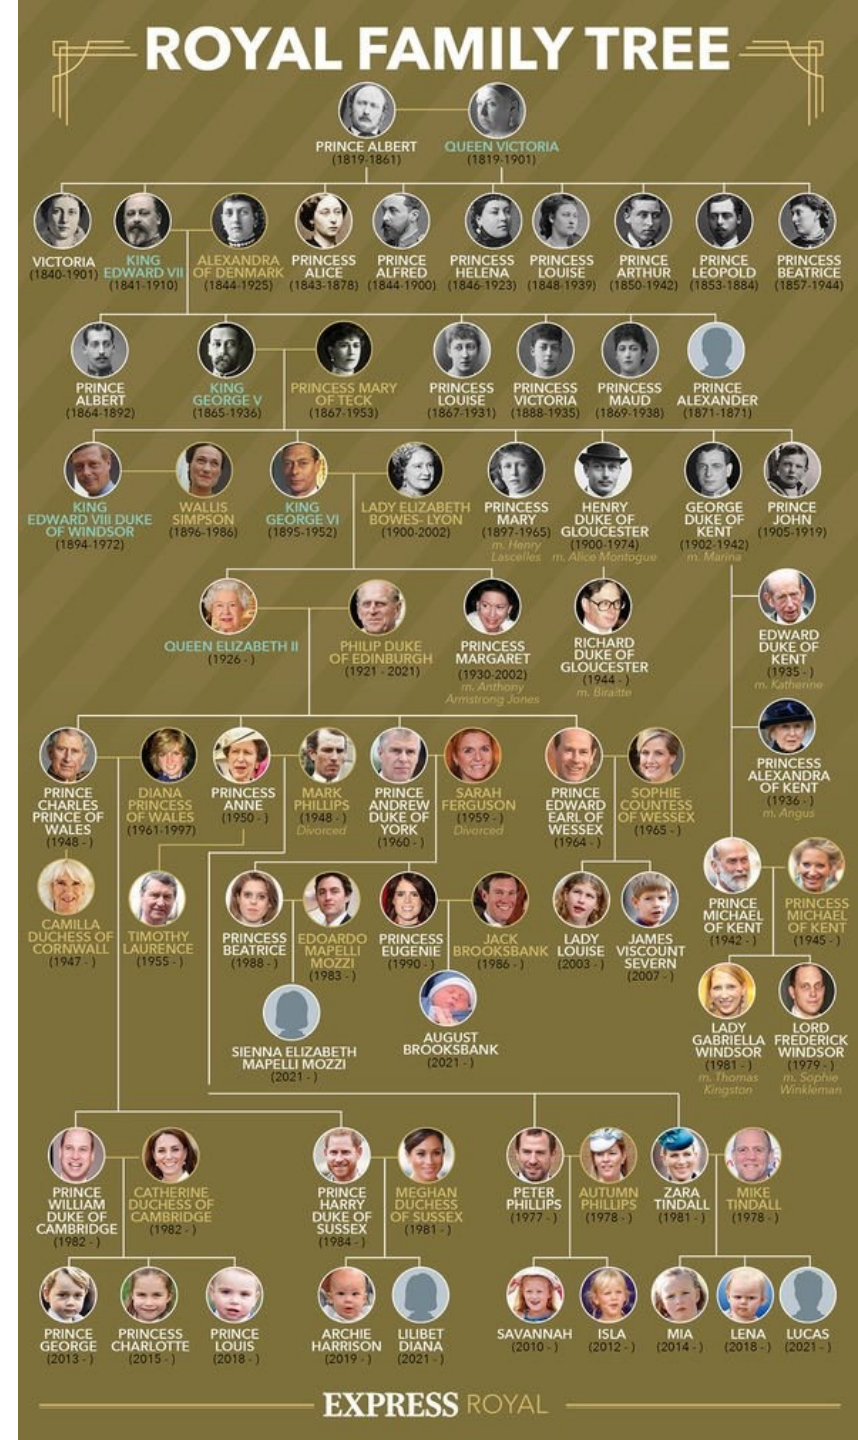 ROYAL FAMILY TREE
PRINCE ALBERT
(1819-1861)
QUEEN VICTORIA
(1819-1901)
VICTORIA
(1840-1901)
KING
EDWARD VII
(1841-1910)
ALEXANDRA
OF DENMARK
(1844-1925)
PRINCESS
ALICE
(1843-1878)
PRINCE
ALFRED
(1844-1900)
PRINCESS
HELENA
(1846-1923)
PRINCESS
LOUISE
(1848-1939)
PRINCE
ARTHUR
(1850-1942)
PRINCE
LEOPOLD
(1853-1884)
PRINCESS
BEATRICE
(1857-1944)
PRINCE
ALBERT
(1864-1892)
KING
GEORGE V
(1865-1936)
PRINCESS MARY
OF TECK
(1867-1953)
PRINCESS
LOUISE
(1867-1931)
PRINCESS
VICTORIA
(1888-1935)
PRINCESS
MAUD
(1869-1938)
PRINCE
ALEXANDER
(1871-1871)
KING
EDWARD VIII DUKE
OF WINDSOR
(1894-1972)
WALLIS
SIMPSON
(1896-1986)
KING
GEORGE VI
(1895-1952)
LADY ELIZABETH
BOWES- LYON
(1900-2002)
PRINCESS
MARY
(1897-1965)
m. Henry
Lascelles
HENRY
DUKE OF
GLOUCESTER
(1900-1974)
m. Alice Montogue
GEORGE
DUKE OF
KENT
(1902-1942)
m. Marina
PRINCE
JOHN
(1905-1919)
QUEEN ELIZABETH II
(1926 - )
PHILIP DUKE
OF EDINBURGH
(1921 - 2021)
PRINCESS
MARGARET
(1930-2002)
m. Anthony
Armstrong Jones
RICHARD
DUKE OF
GLOUCESTER
(1944 - )
m. Biraitte
EDWARD
DUKE OF
KENT
(1935 - )
m. Katherine
PRINCESS
ALEXANDRA
OF KENT
(1936 - )
m. Angus
PRINCE
CHARLES
PRINCE OF
WALES
(1948 - )
DIANA
PRINCESS
OF WALES
(1961-1997)
PRINCESS
ANNE
(1950 - )
MARK
PHILLIPS
(1948 - )
Divorced
PRINCE
ANDREW
DUKE OF
YORK
(1960 - )
SARAH
FERGUSON
(1959 - )
Divorced
PRINCE
EDWARD
EARL OF
WESSEX
(1964 - )
SOPHIE
COUNTESS
OF WESSEX
(1965 - )
CAMILLA
DUCHESS OF
CORNWALL
(1947 - )
TIMOTHY
LAURENCE
(1955 - )
PRINCESS
BEATRICE
(1988 - )
EDOARDO
MAPELLI
MOZZI
(1983 - )
PRINCESS
EUGENIE
(1990 - )
JACK
BROOKSBANK
(1986 - )
LADY
LOUISE
(2003 - )
JAMES
VISCOUNT
SEVERN
(2007 - )
PRINCE
MICHAEL
OF KENT
(1942 - )
PRINCESS
MICHAEL
OF KENT
(1945 - )
SIENNA ELIZABETH
MAPELLI MOZZI
(2021 - )
AUGUST
BROOKSBANK
(2021 - )
LADY
GABRIELLA
WINDSOR
(1981 - )
m. Thomas
Kingston
LORD
FREDERICK
WINDSOR
(1979 - )
m. Sophie
Winkleman
PRINCE
WILLIAM
DUKE OF
CAMBRIDGE
(1982 - )
CATHERINE
DUCHESS OF
CAMBRIDGE
(1982 - )
PRINCE
HARRY
DUKE OF
SUSSEX
(1984 - )
MEGHAN
DUCHESS
OF SUSSEX
(1981 - )
PETER
PHILLIPS
(1977 - )
AUTUMN
PHILLIPS
(1978 - )
ZARA
TINDALL
(1981 - )
MIKE
TINDALL
(1978 - )
PRINCE
GEORGE
(2013 - )
PRINCESS
CHARLOTTE
(2015 - )
PRINCE
LOUIS
(2018 - )
ARCHIE
HARRISON
(2019 - )
LILIBET
DIANA
(2021 - )
SAVANNAH
(2010 - )
ISLA
(2012 - )
MIA
(2014 - )
LENA
(2018 - )
LUCAS
(2021 - )
EXPRESS ROYAL